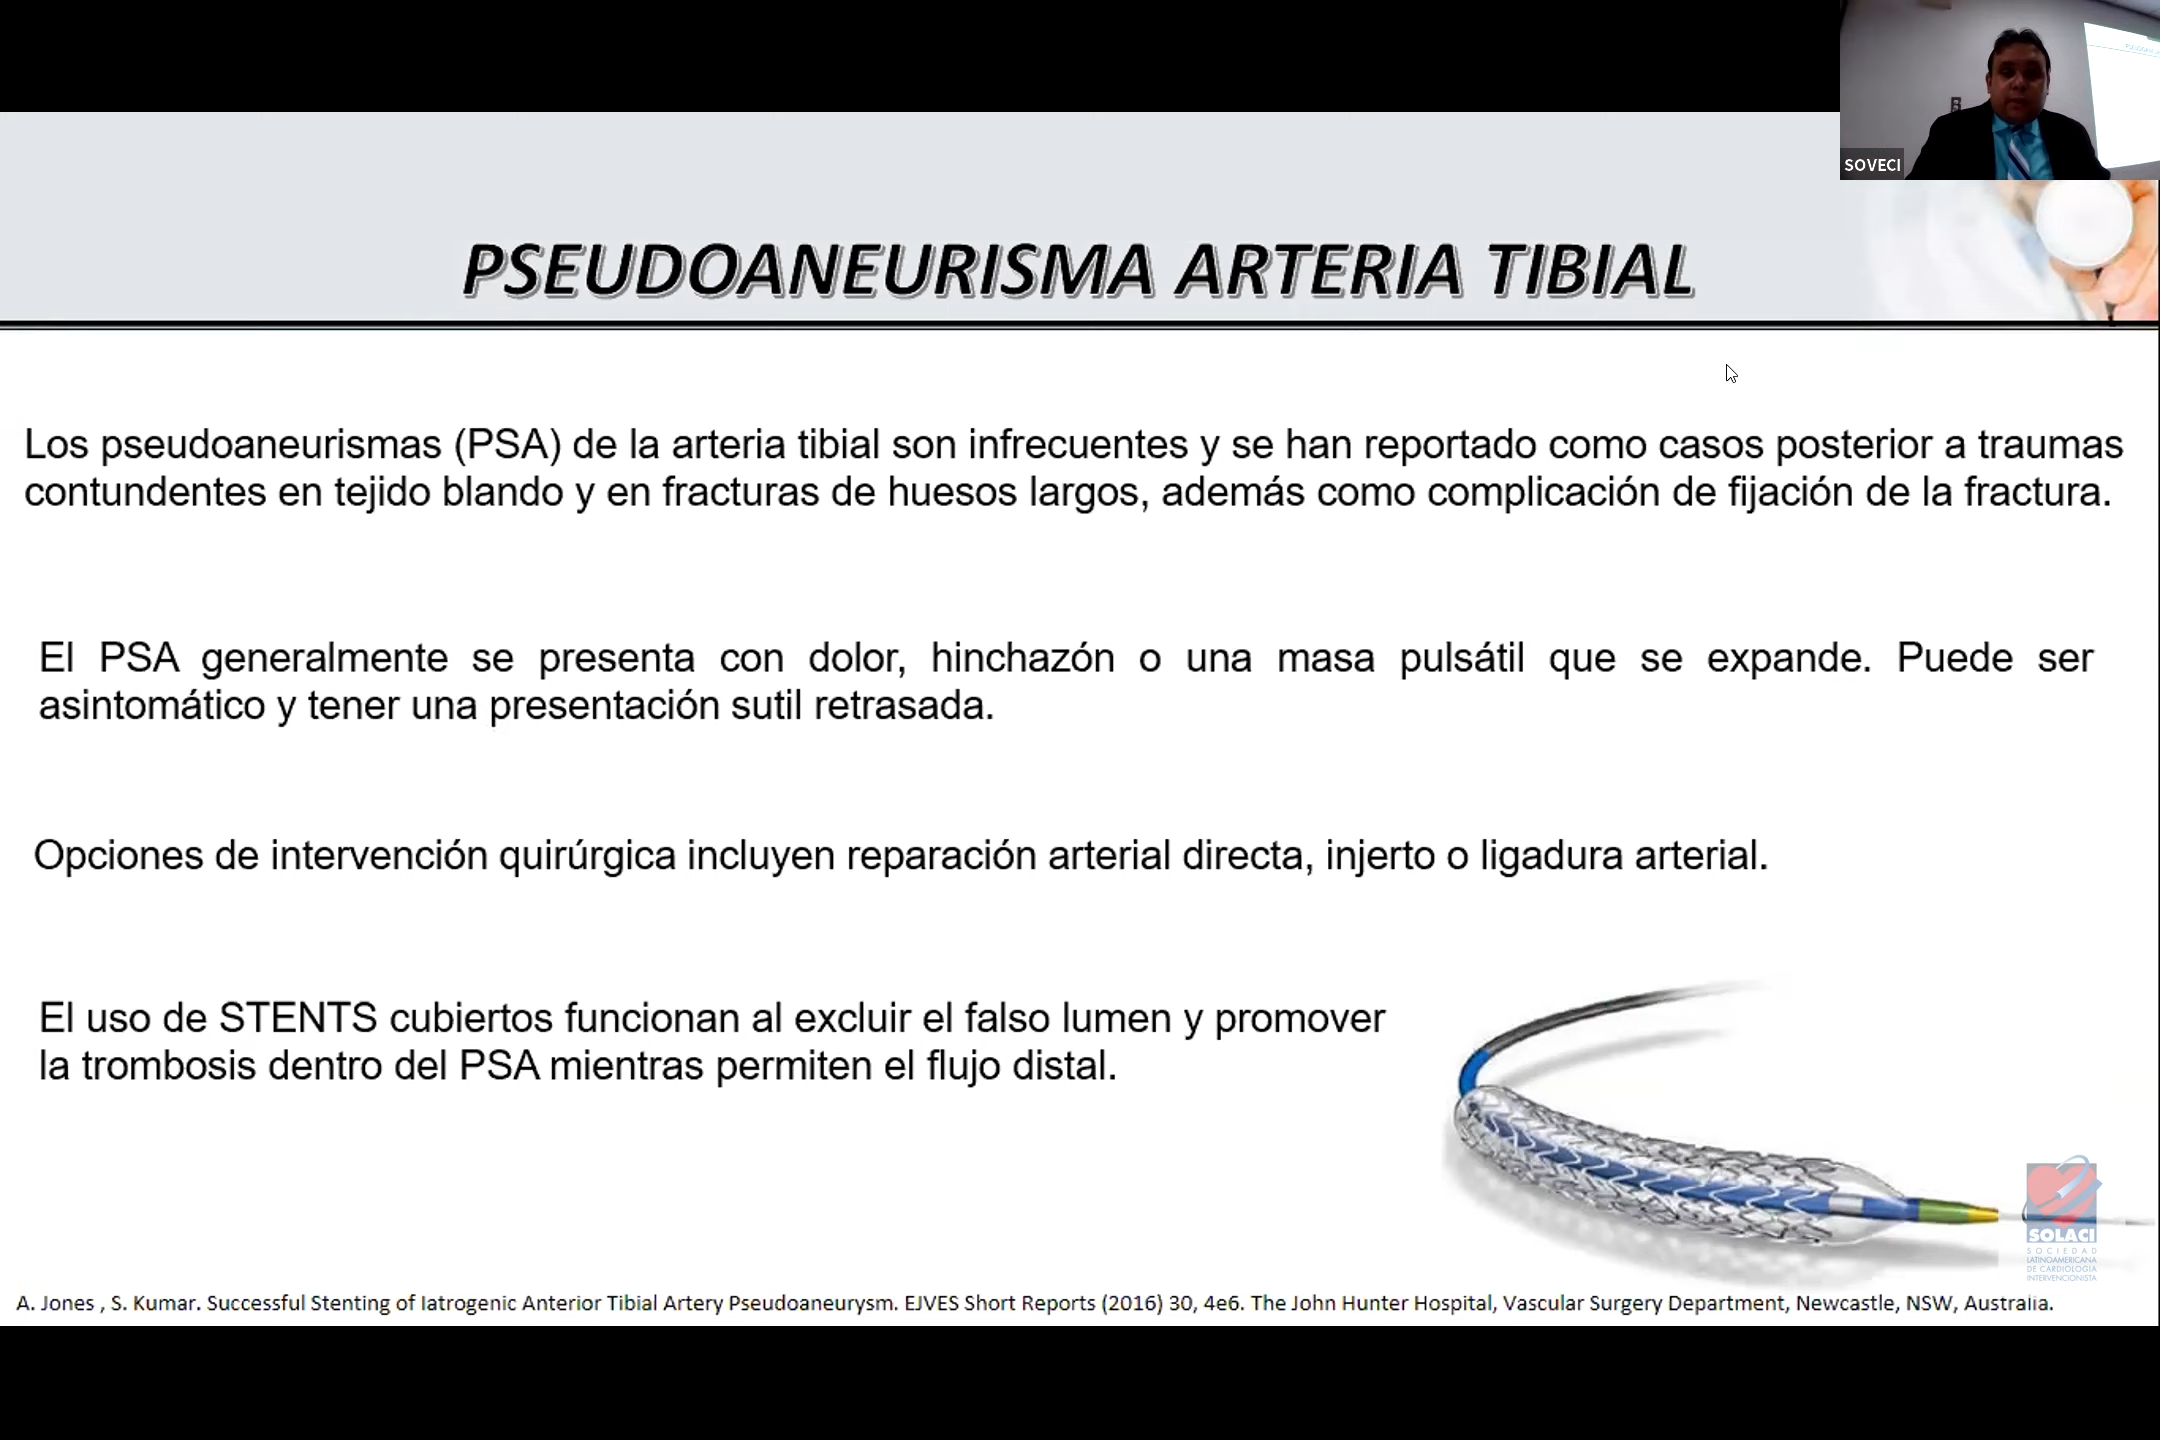 SOVECI
PSEUDOANEURISMA ARTERIA TIBIAL
Los pseudoaneurismas (PSA) de la arteria tibial son infrecuentes y se han reportado como casos posterior a traumas
contundentes en tejido blando y en fracturas de huesos largos, además como complicación de fijación de la fractura.
El PSA generalmente se presenta con dolor, hinchazón o una masa pulsátil que se expande. Puede ser
asintomático y tener una presentación sutil retrasada.
Opciones de intervención quirúrgica incluyen reparación arterial directa, injerto o ligadura arterial.
El uso de STENTS cubiertos funcionan al excluir el falso lumen y promover
la trombosis dentro del PSA mientras permiten el flujo distal.
SOLACI
SOCIEDAD
LATINOAMERICANA
DE CARDIOLOGIA
INTERVENCIONISTA
A. Jones , S. Kumar. Successful Stenting of Iatrogenic Anterior Tibial Artery Pseudoaneurysm. EJVES Short Reports (2016) 30, 4e6. The John Hunter Hospital, Vascular Surgery Department, Newcastle, NSW, Australia.